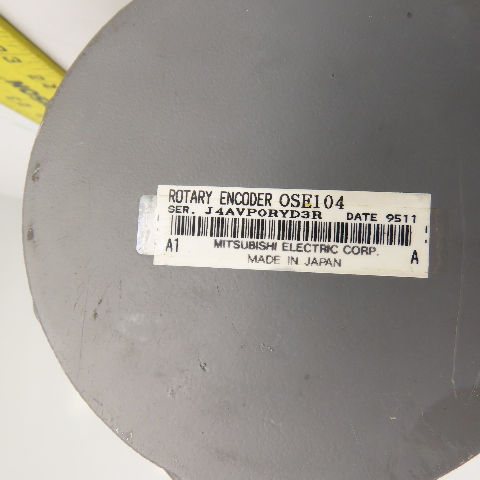 ROTARY ENCODER OSE104
SER. J4AVP0RYD3R DATE 9511
A1 MITSUBISHI ELECTRIC CORP.
MADE IN JAPAN A